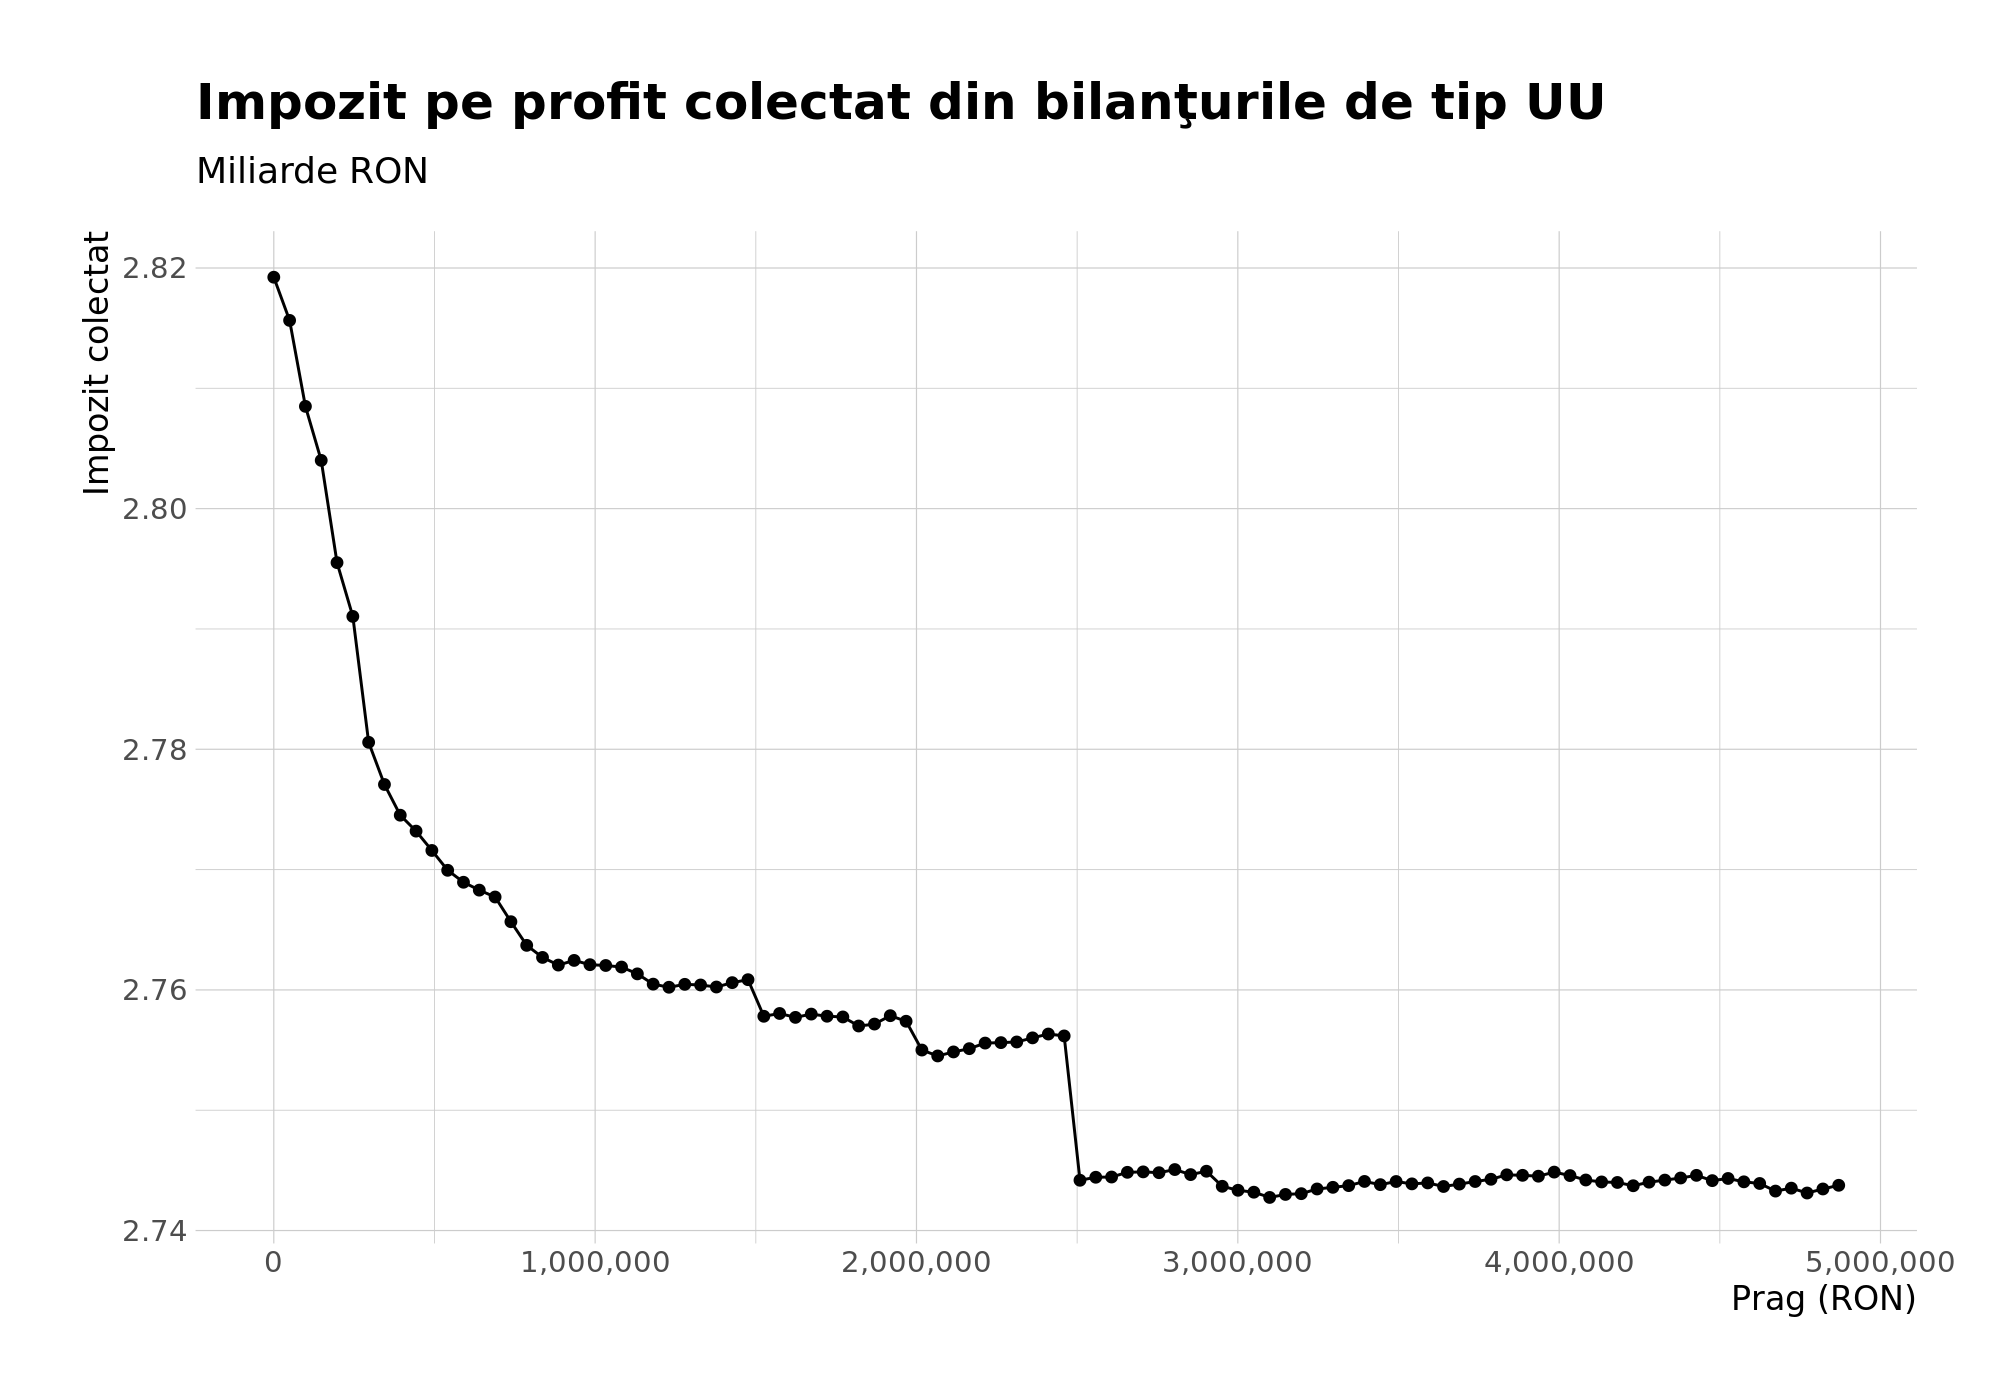 Impozit pe profit colectat din bilanţurile de tip UU
Miliarde RON
Impozit colectat
2.82
2.80
2.78
2.76
2.74
0
1,000,000
2,000,000
3,000,000
4,000,000
5,000,000
Prag (RON)